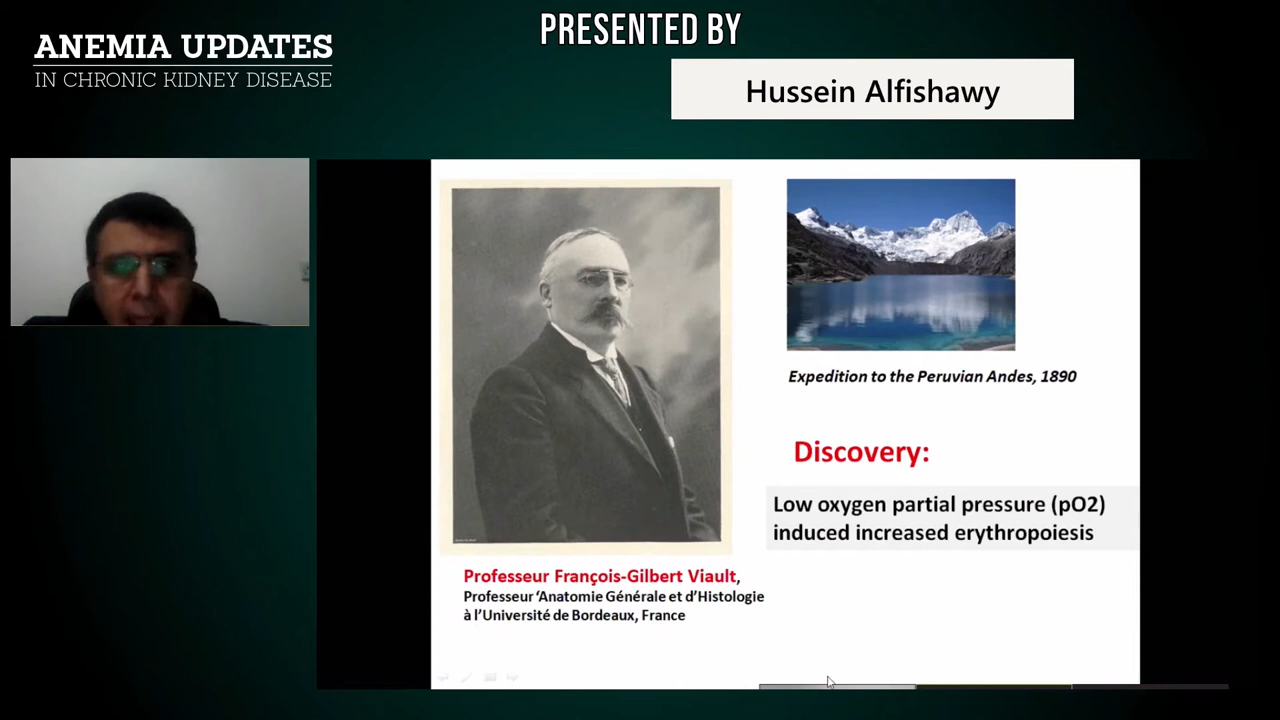 PRESENTED BY
ANEMIA UPDATES
IN CHRONIC KIDNEY DISEASE
Hussein Alfishawy
Expedition to the Peruvian Andes, 1890
Discovery:
Low oxygen partial pressure (pO2)
induced increased erythropoiesis
Professeur François-Gilbert Viault,
Professeur ‘Anatomie Générale et d’Histologie
à l’Université de Bordeaux, France